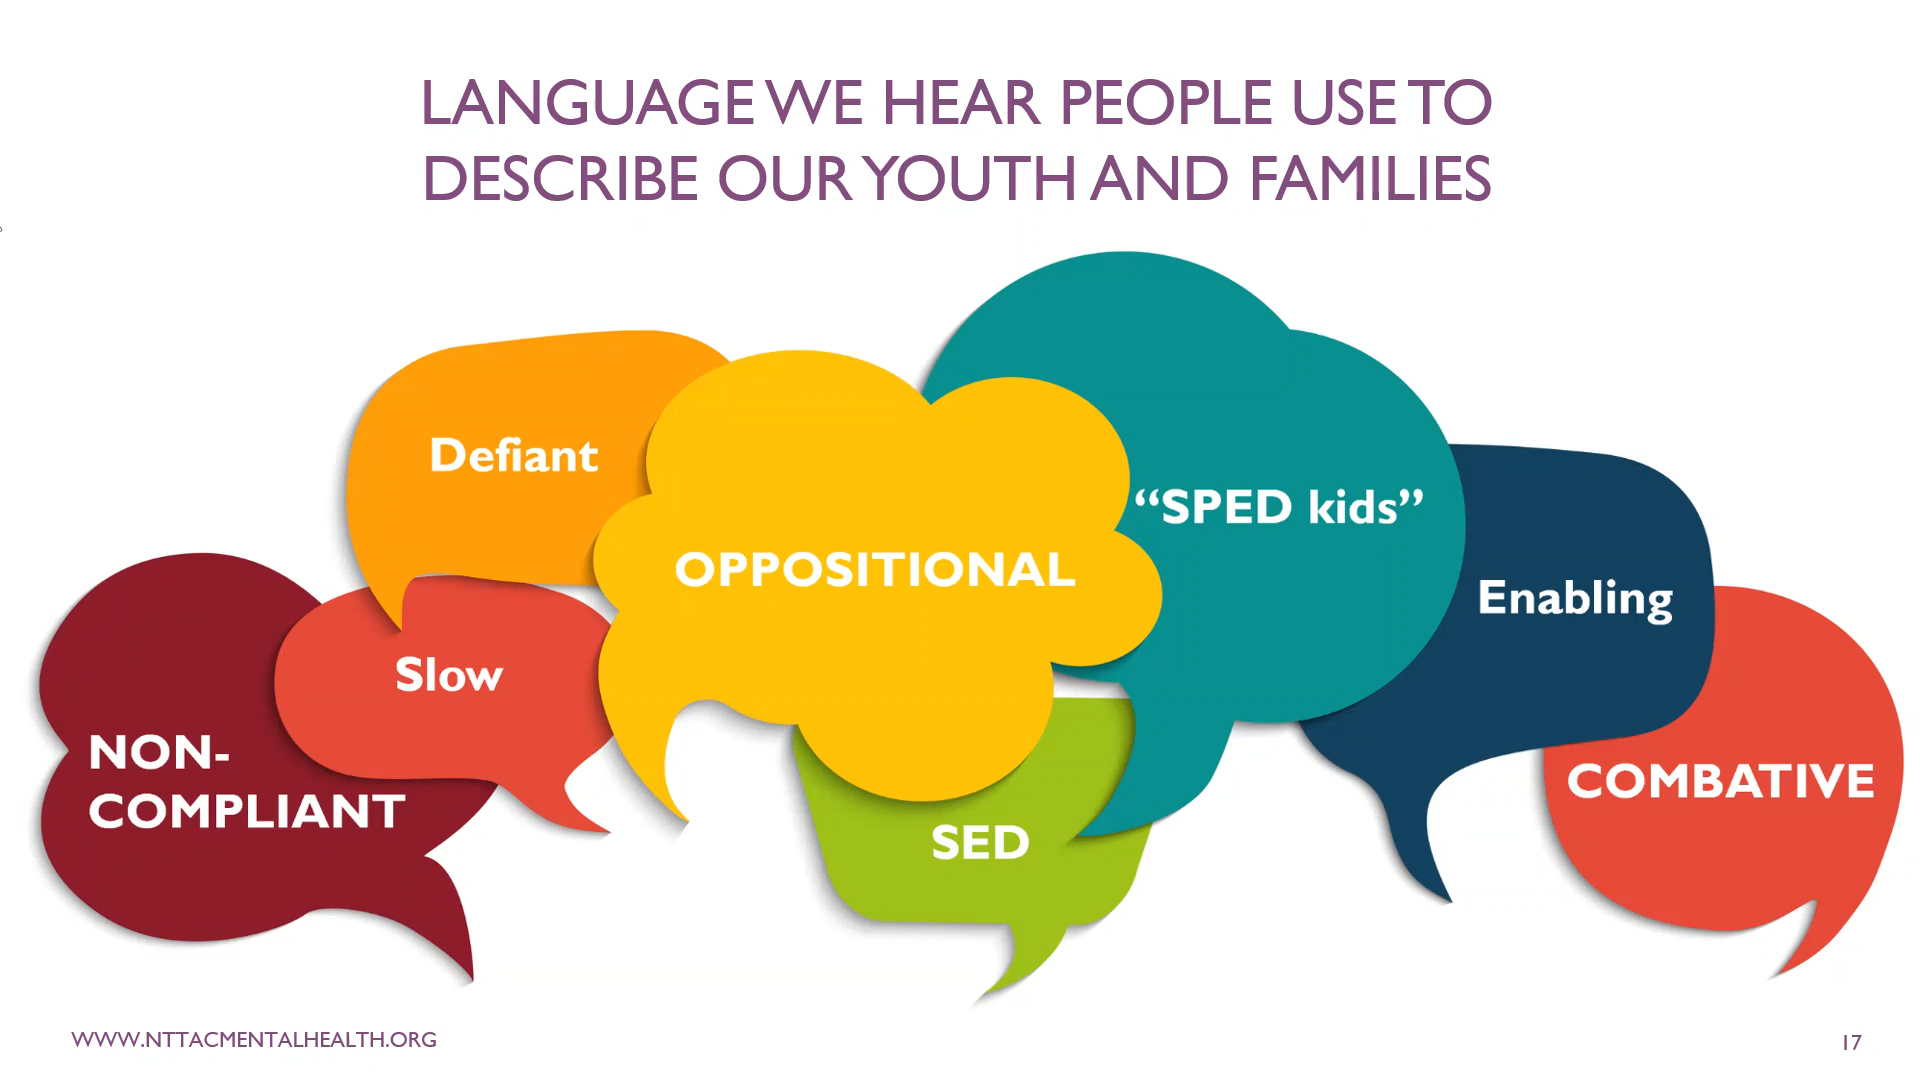 LANGUAGE WE HEAR PEOPLE USE TO
DESCRIBE OUR YOUTH AND FAMILIES
Defiant
“SPED kids”
OPPOSITIONAL
Enabling
Slow
NON-
COMPLIANT
COMBATIVE
SED
WWW.NTTACMENTALHEALTH.ORG
17